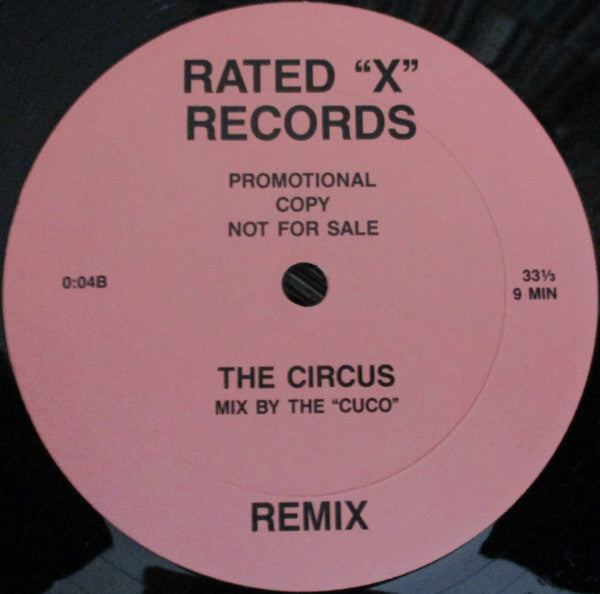 RATED “X”
RECORDS
PROMOTIONAL
COPY
NOT FOR SALE
0:04B
33⅓
9 MIN
THE CIRCUS
MIX BY THE “CUCO”
REMIX